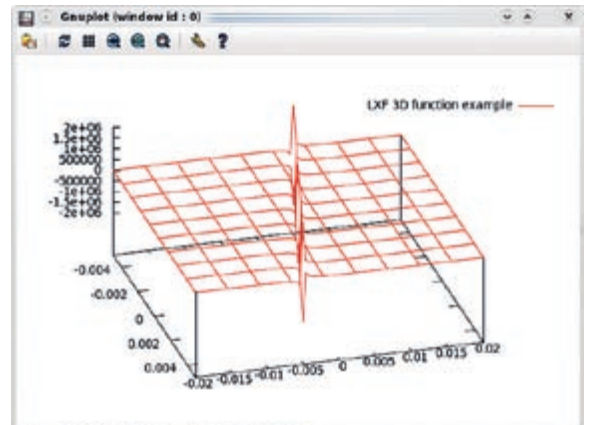 Gnuplot (window id : 0)
LXF 3D function example
2e+06
1.5e+06
1e+06
500000
0
-500000
-1e+06
-1.5e+06
-2e+06
-0.004
-0.002
0
0.002
0.004
-0.02 -0.015 -0.01 -0.005 0 0.005 0.01 0.015 0.02